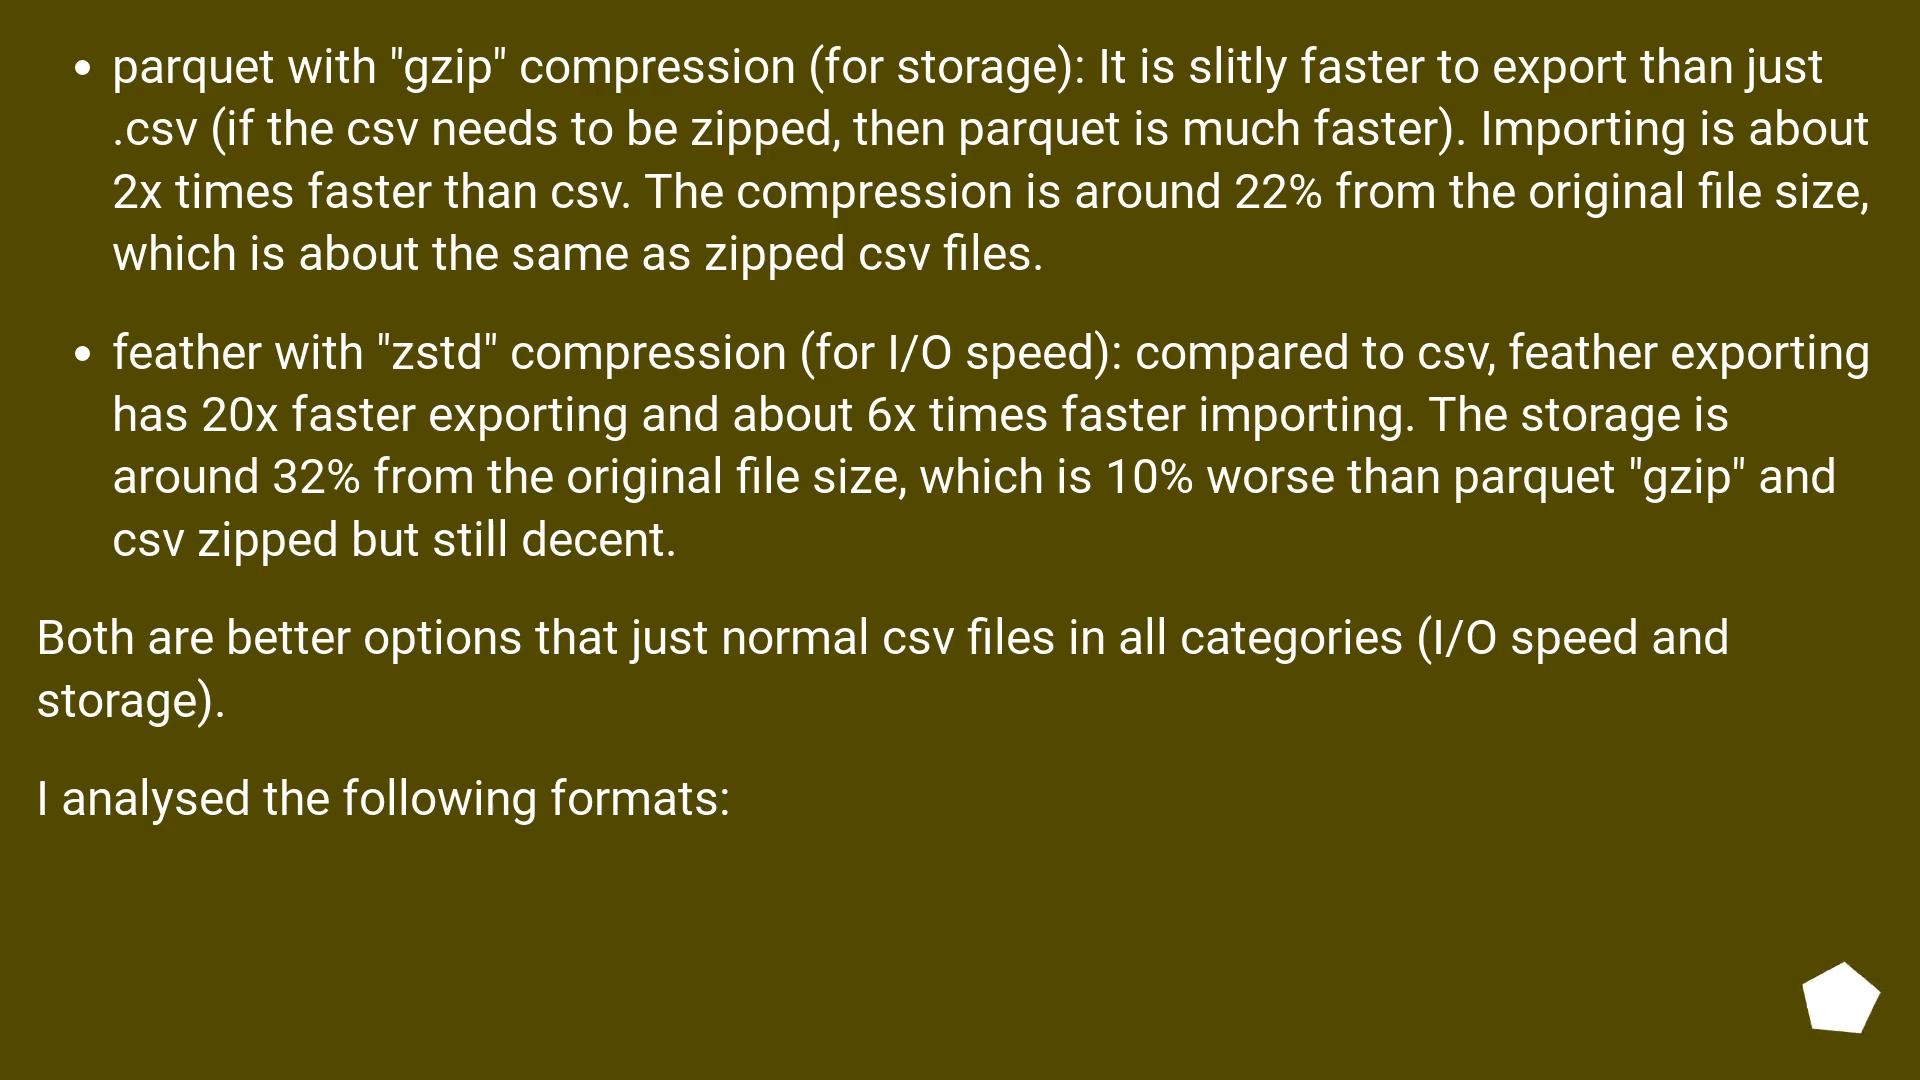 parquet with "gzip" compression (for storage): It is slitly faster to export than just
.csv (if the csv needs to be zipped, then parquet is much faster). Importing is about
2x times faster than csv. The compression is around 22% from the original file size,
which is about the same as zipped csv files.
feather with "zstd" compression (for I/O speed): compared to csv, feather exporting
has 20x faster exporting and about 6x times faster importing. The storage is
around 32% from the original file size, which is 10% worse than parquet "gzip" and
csv zipped but still decent.
Both are better options that just normal csv files in all categories (I/O speed and
storage).
I analysed the following formats: